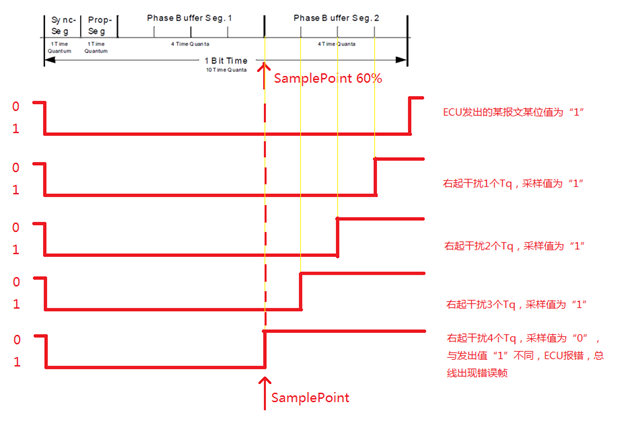 Sync-
Seg
Prop-
Seg
Phase Buffer Seg. 1
Phase Buffer Seg. 2
1 Time
Quantum
1 Time
Quantum
4 Time Quanta
4 Time Quanta
1 Bit Time
10 Time Quanta
SamplePoint 60%
0
1
ECU发出的某报文某位值为“1”
0
1
右起干扰1个Tq，采样值为“1”
0
1
右起干扰2个Tq，采样值为“1”
0
1
右起干扰3个Tq，采样值为“1”
0
1
右起干扰4个Tq，采样值为“0”，
与发出值“1”不同，ECU报错，总
线出现错误帧
SamplePoint